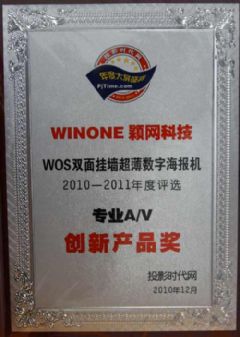 PjTime.com
WINONE 颖网科技
WOS双面挂墙超薄数字海报机
2010—2011年度评选
专业A/V
创新产品奖
投影时代网
2010年12月